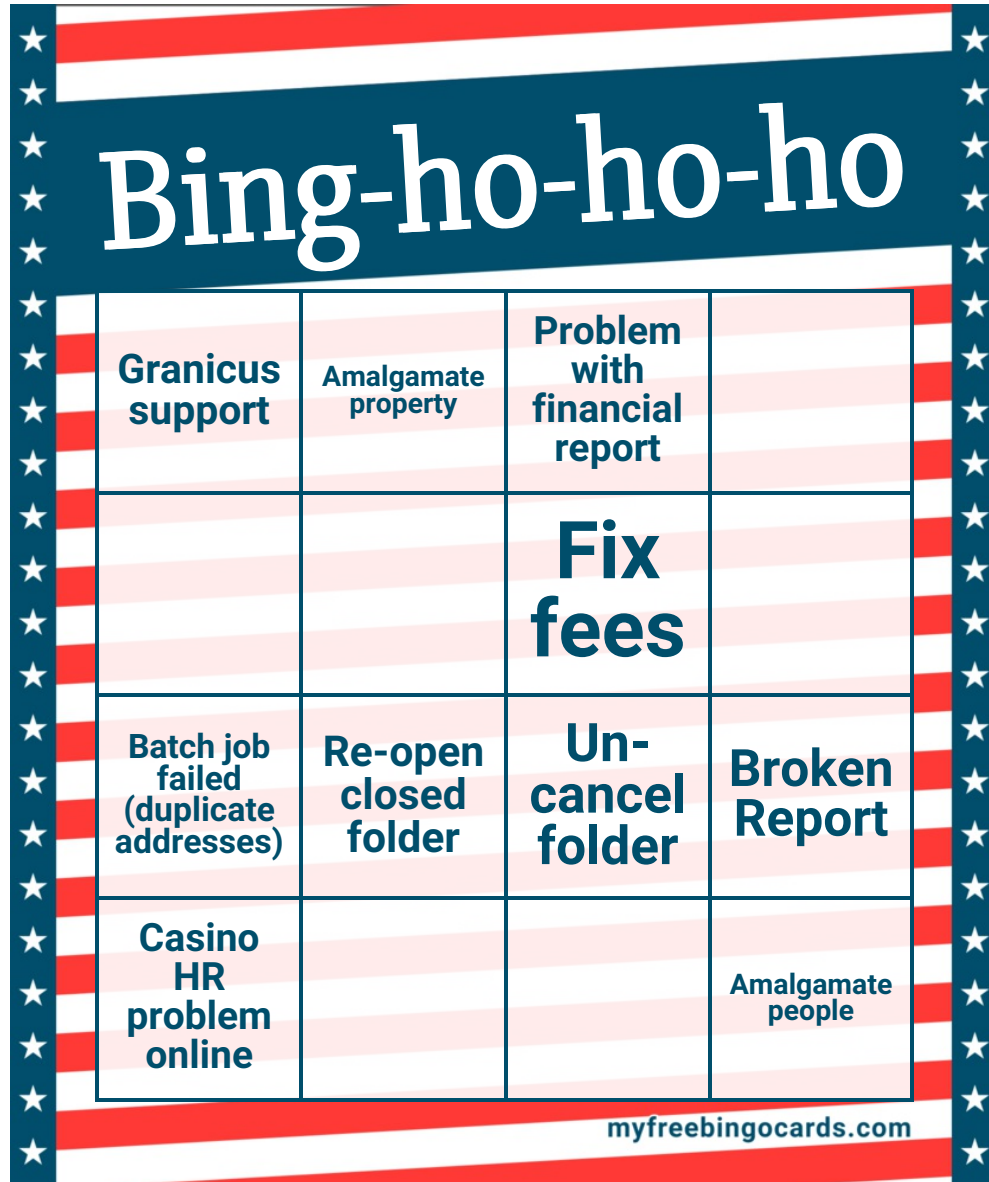 Bing-ho-ho-ho
Granicus
support
Amalgamate
property
Problem
with
financial
report
Fix
fees
Batch job
failed
(duplicate
addresses)
Re-open
closed
folder
Un-
cancel
folder
Broken
Report
Casino
HR
problem
online
Amalgamate
people
myfreebingocards.com